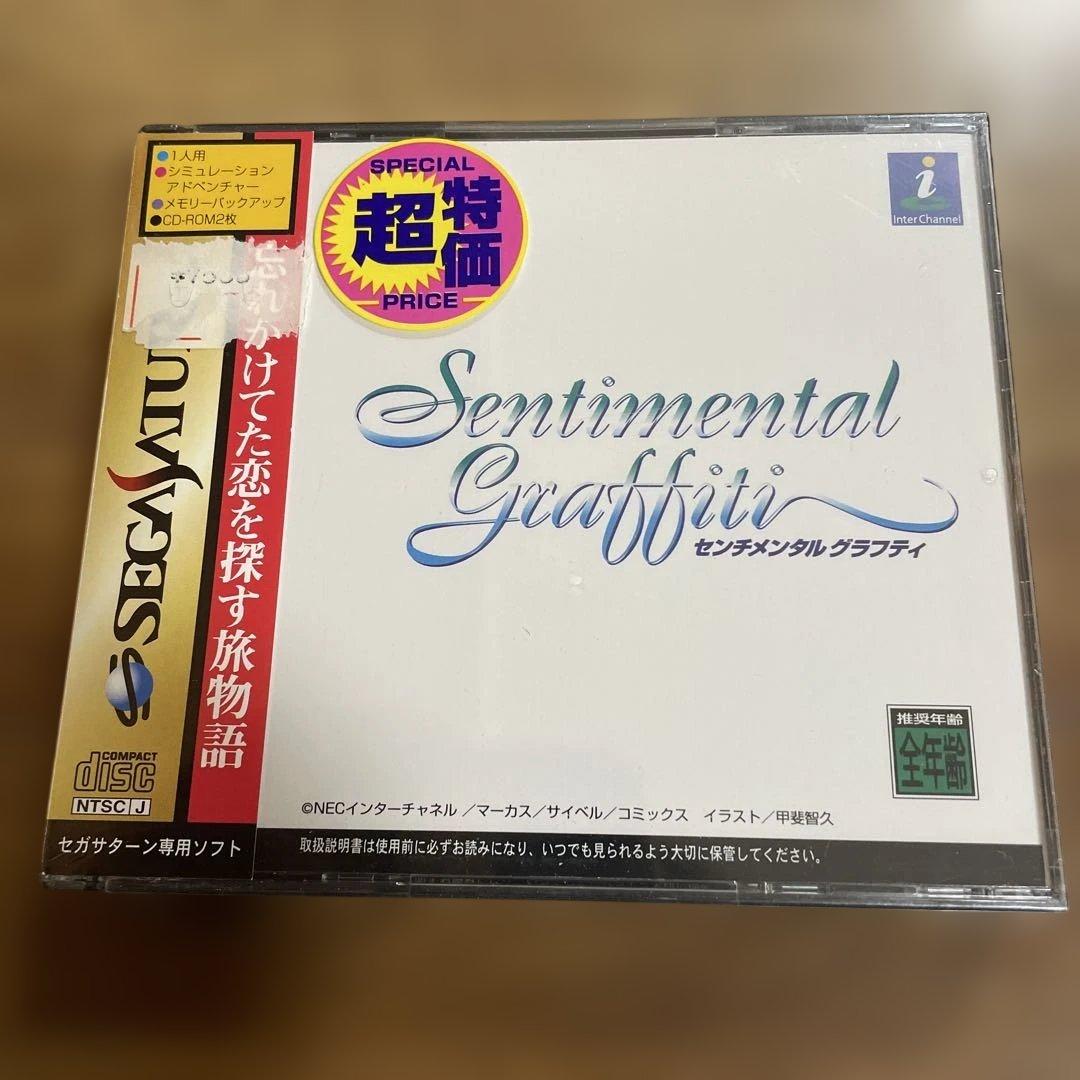 ●1人用
●シミュレーション
アドベンチャー
●メモリーバックアップ
●CD-ROM2枚
SPECIAL
超特価
PRICE
i
Inter Channel
忘れかけてた恋を探す旅物語
SEGA SATU
Sentimental
Graffiti
センチメンタル グラフティ
推奨年齢
全年齢
COMPACT
disc
NTSC J
©NECインターチャネル／マーカス／サイベル／コミックス イラスト／甲斐智久
セガサターン専用ソフト
取扱説明書は使用前に必ずお読みになり、いつでも見られるよう大切に保管してください。